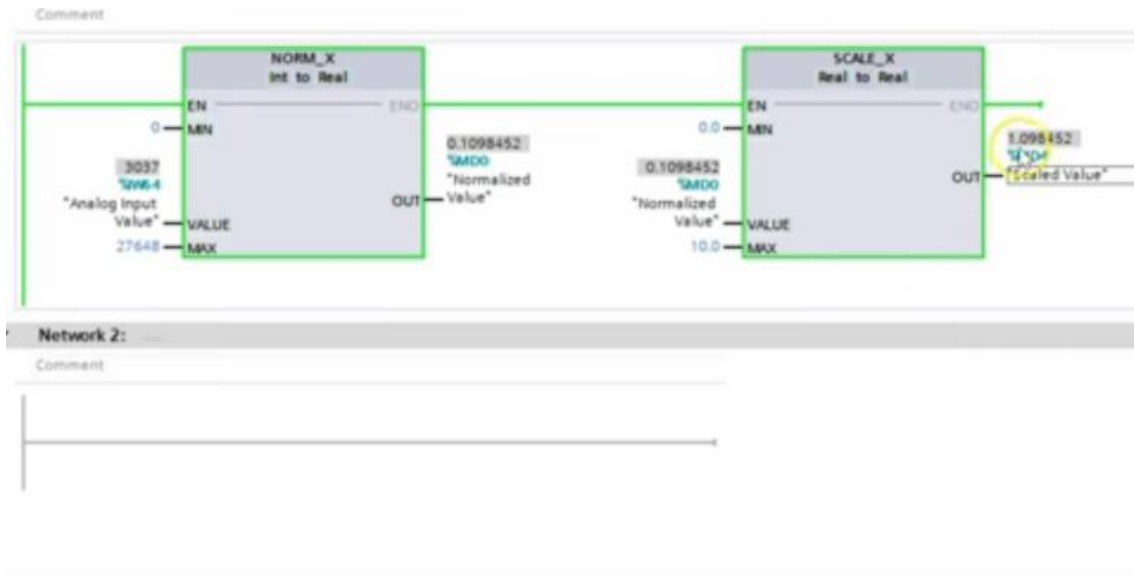 Comment
NORM_X
Int to Real
EN
ENO
0
MIN
3037
%IW64
"Analog Input
Value"
VALUE
27648
MAX
0.1098452
%MD0
"Normalized
Value"
OUT
SCALE_X
Real to Real
EN
ENO
0.0
MIN
0.1098452
%MD0
"Normalized
Value"
VALUE
10.0
MAX
1.098452
"Scaled Value"
OUT
Network 2:
Comment